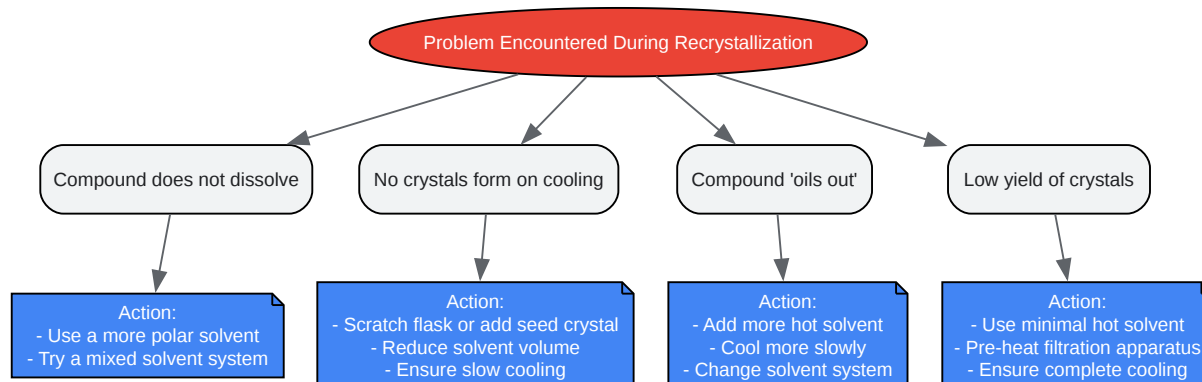 Problem Encountered During Recrystallization
Compound does not dissolve
No crystals form on cooling
Compound 'oils out'
Low yield of crystals
Action:
- Use a more polar solvent
- Try a mixed solvent system
Action:
- Scratch flask or add seed crystal
- Reduce solvent volume
- Ensure slow cooling
Action:
- Add more hot solvent
- Cool more slowly
- Change solvent system
Action:
- Use minimal hot solvent
- Pre-heat filtration apparatus
- Ensure complete cooling